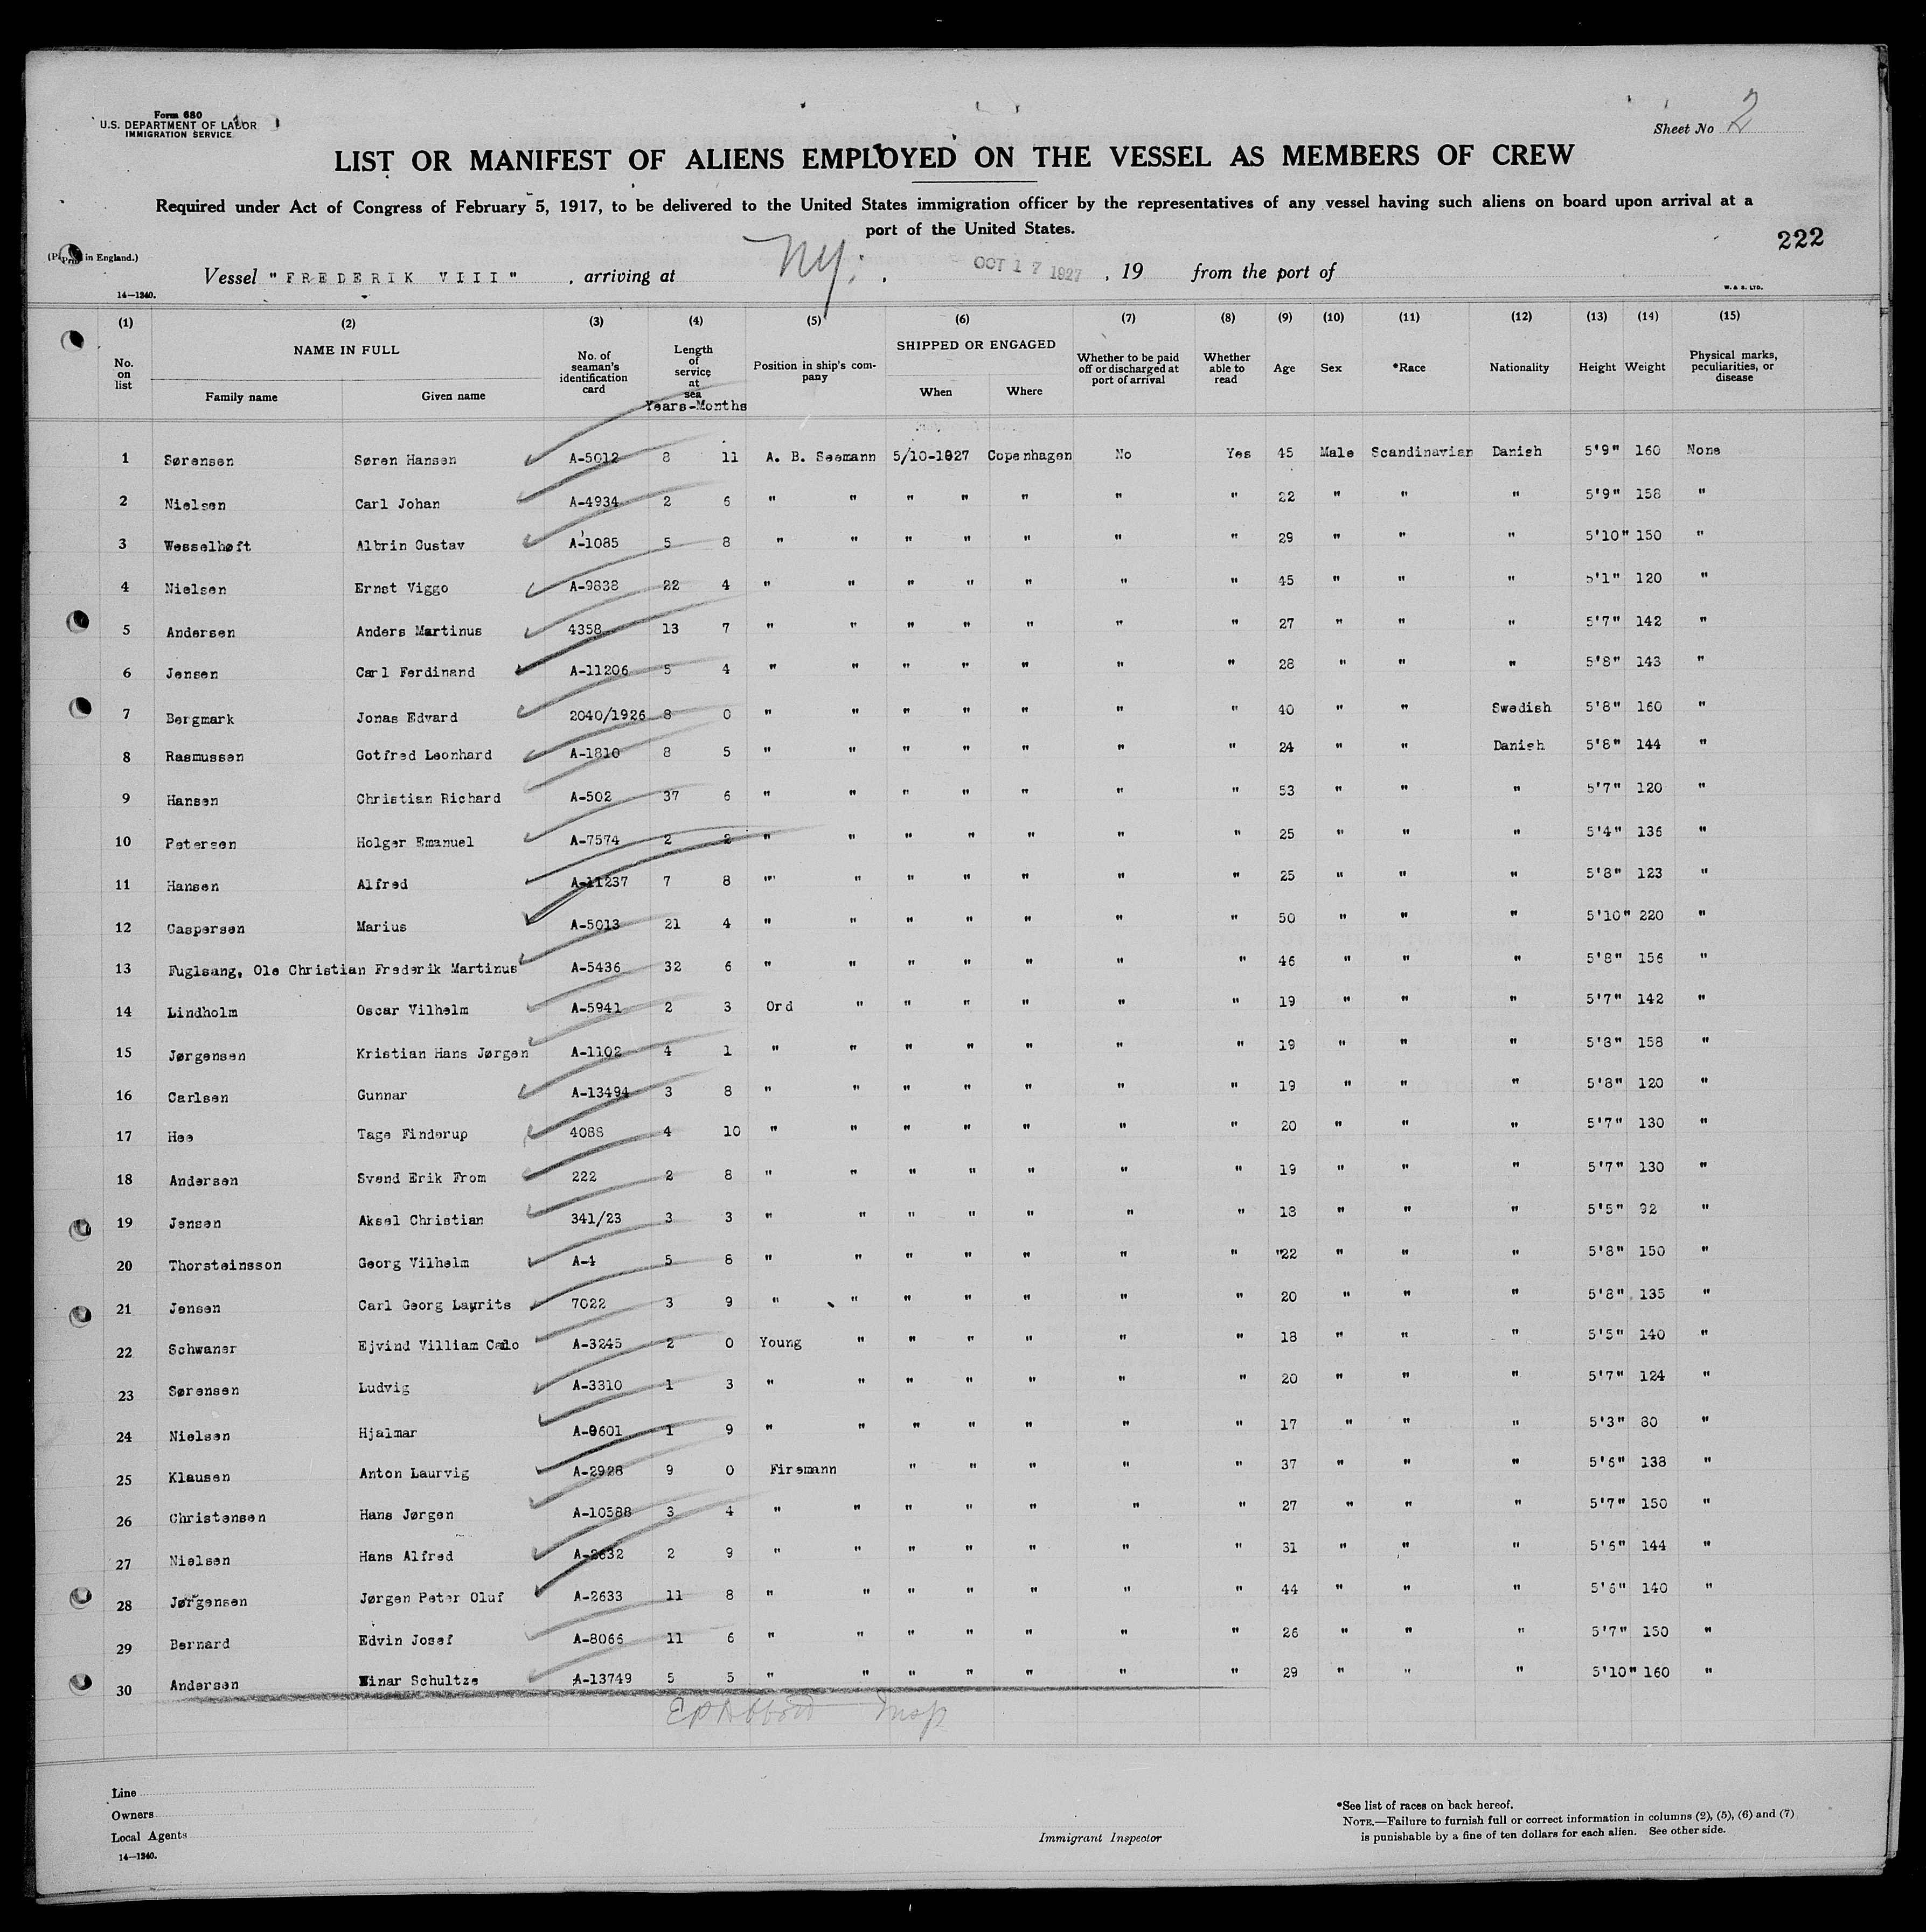 Form 680
U.S. DEPARTMENT OF LABOR
IMMIGRATION SERVICE
Sheet No 2
LIST OR MANIFEST OF ALIENS EMPLOYED ON THE VESSEL AS MEMBERS OF CREW
Required under Act of Congress of February 5, 1917, to be delivered to the United States immigration officer by the representatives of any vessel having such aliens on board upon arrival at a
port of the United States.
222
in England.)
Vessel "FREDERIK VIII", arriving at NY. OCT 17 1927, 19 from the port of
14—1240. W. & S. LTD.
(1) (2) (3) (4) (5) (6) (7) (8) (9) (10) (11) (12) (13) (14) (15)
No. on list NAME IN FULL Family name Given name No. of seaman's identification card Length of service at sea Years-Months Position in ship's company SHIPPED OR ENGAGED When Where Whether to be paid off or discharged at port of arrival Whether able to read Age Sex *Race Nationality Height Weight Physical marks, peculiarities, or disease
1 Sørensen Søren Hansen A-5012 8 11 A. B. Seemann 5/10-1927 Copenhagen No Yes 45 Male Scandinavian Danish 5'9" 160 None
2 Nielsen Carl Johan A-4934 2 6 " " " " " " " 22 " " " 5'9" 158 "
3 Wesselhøft Albrin Gustav A-1085 5 8 " " " " " " " 29 " " " 5'10" 150 "
4 Nielsen Ernst Viggo A-9838 22 4 " " " " " " " 45 " " " 5'1" 120 "
5 Andersen Anders Martinus 4358 13 7 " " " " " " " 27 " " " 5'7" 142 "
6 Jensen Carl Ferdinand A-11206 5 4 " " " " " " " 28 " " " 5'8" 143 "
7 Bergmark Jonas Edvard 2040/1926 8 0 " " " " " " " 40 " " Swedish 5'8" 160 "
8 Rasmussen Gotfred Leonhard A-1810 8 5 " " " " " " " 24 " " Danish 5'8" 144 "
9 Hansen Christian Richard A-502 37 6 " " " " " " " 53 " " " 5'7" 120 "
10 Petersen Holger Emanuel A-7574 2 2 " " " " " " " 25 " " " 5'4" 136 "
11 Hansen Alfred A-11237 7 8 " " " " " " " 25 " " " 5'8" 123 "
12 Caspersen Marius A-5013 21 4 " " " " " " " 50 " " " 5'10" 220 "
13 Fuglsang, Ole Christian Frederik Martinus A-5436 32 6 " " " " " " " 46 " " " 5'8" 156 "
14 Lindholm Oscar Vilhelm A-5941 2 3 Ord " " " " " " 19 " " " 5'7" 142 "
15 Jørgensen Kristian Hans Jørgen A-1102 4 1 " " " " " " " 19 " " " 5'8" 158 "
16 Carlsen Gunnar A-13494 3 8 " " " " " " " 19 " " " 5'8" 120 "
17 Hee Tage Finderup 4088 4 10 " " " " " " " 20 " " " 5'7" 130 "
18 Andersen Svend Erik From 222 2 8 " " " " " " " 19 " " " 5'7" 130 "
19 Jensen Aksel Christian 341/23 3 3 " " " " " " " 18 " " " 5'5" 92 "
20 Thorsteinsson Georg Vilhelm A-4 5 8 " " " " " " " "22 " " " 5'8" 150 "
21 Jensen Carl Georg Laurits 7022 3 9 " " " " " " " 20 " " " 5'8" 135 "
22 Schwaner Ejvind William A-3245 2 0 Young " " " " " " 18 " " " 5'5" 140 "
23 Sørensen Ludvig A-3310 1 3 " " " " " " " 20 " " " 5'7" 124 "
24 Nielsen Hjalmar A-9601 1 9 " " " " " " " 17 " " " 5'3" 80 "
25 Klausen Anton Laurvig A-2928 9 0 Firemann " " " " " 37 " " " 5'6" 138 "
26 Christensen Hans Jørgen A-10588 3 4 " " " " " " " 27 " " " 5'7" 150 "
27 Nielsen Hans Alfred A-2632 2 9 " " " " " " " 31 " " " 5'6" 144 "
28 Jørgensen Jørgen Peter Oluf A-2633 11 8 " " " " " " " 44 " " " 5'6" 140 "
29 Bernard Edvin Josef A-8066 11 6 " " " " " " " 26 " " " 5'7" 150 "
30 Andersen Einar Schultze A-13749 5 5 " " " " " " " 29 " " " 5'10" 160 "
E P Abbott Insp
Line
Owners
Local Agents
14—1240.
Immigrant Inspector
*See list of races on back hereof.
NOTE.—Failure to furnish full or correct information in columns (2), (5), (6) and (7)
is punishable by a fine of ten dollars for each alien. See other side.